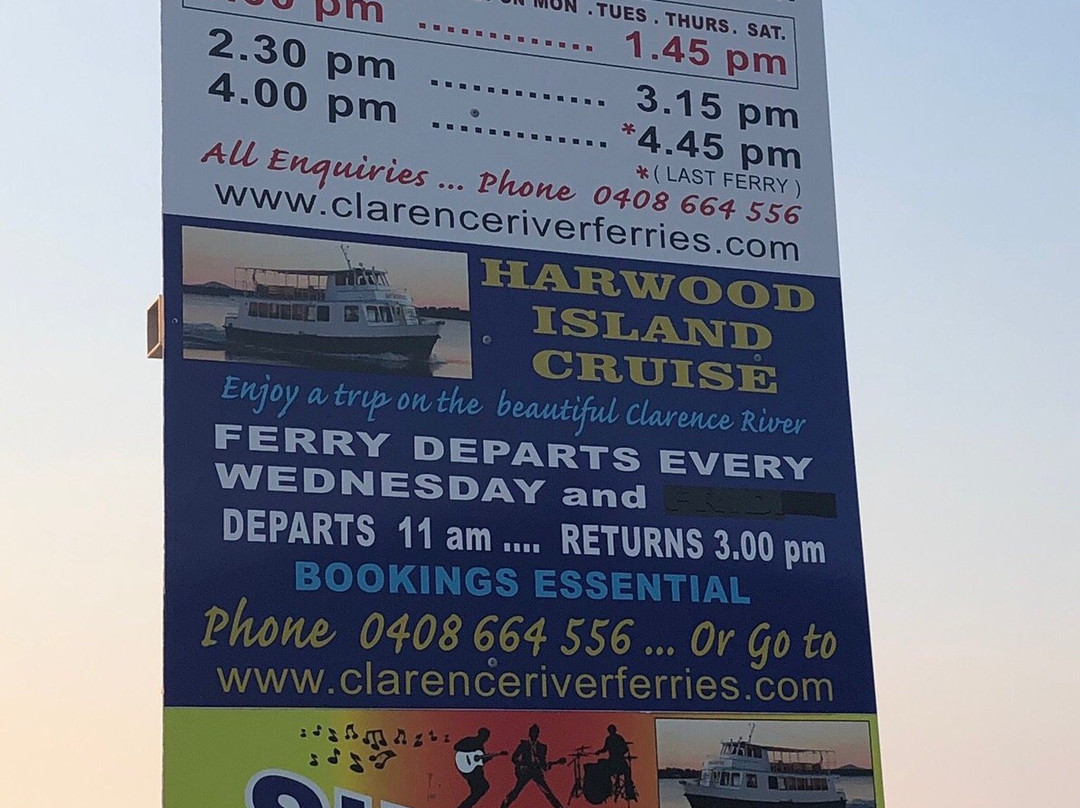 ON MON . TUES . THURS . SAT.
pm .............. 1.45 pm
2.30 pm .............. 3.15 pm
4.00 pm .............. *4.45 pm
*( LAST FERRY )
All Enquiries ... Phone 0408 664 556
www.clarenceriverferries.com
HARWOOD
ISLAND
CRUISE
Enjoy a trip on the beautiful Clarence River
FERRY DEPARTS EVERY
WEDNESDAY and
DEPARTS 11 am .... RETURNS 3.00 pm
BOOKINGS ESSENTIAL
Phone 0408 664 556 ... Or Go to
www.clarenceriverferries.com